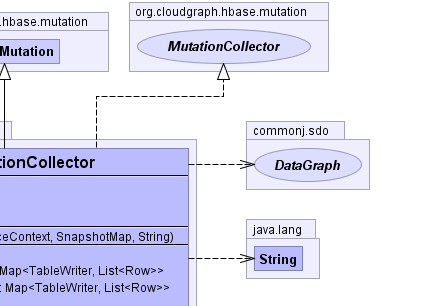 .hbase.mutation
org.cloudgraph.hbase.mutation
Mutation
MutationCollector
commonj.sdo
tionCollector
DataGraph
java.lang
ceContext, SnapshotMap, String)
String
Map<TableWriter, List<Row>>
: Map<TableWriter, List<Row>>